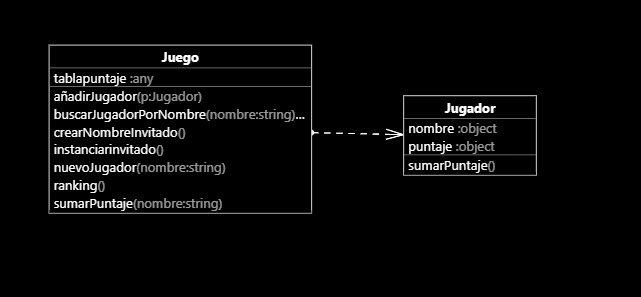 Juego
tablapuntaje :any
añadirJugador(p:Jugador)
buscarJugadorPorNombre(nombre:string)...
crearNombreInvitado()
instanciarinvitado()
nuevoJugador(nombre:string)
ranking()
sumarPuntaje(nombre:string)
Jugador
nombre :object
puntaje :object
sumarPuntaje()